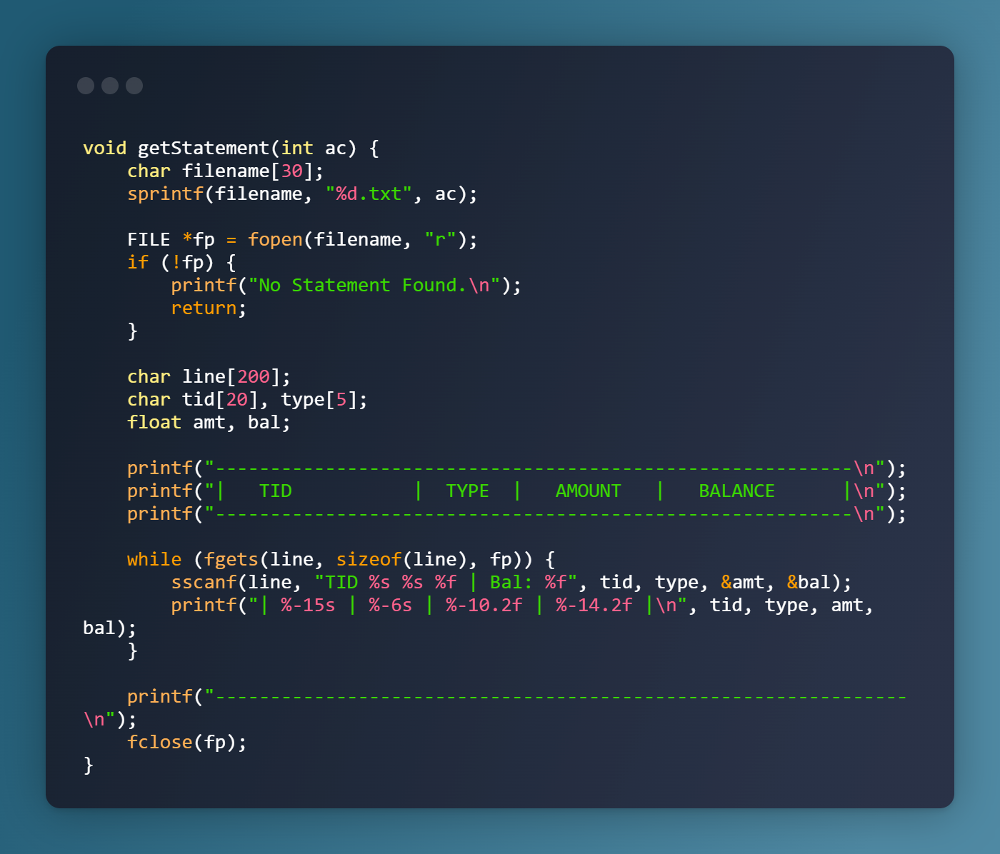 void getStatement(int ac) {
    char filename[30];
    sprintf(filename, "%d.txt", ac);

    FILE *fp = fopen(filename, "r");
    if (!fp) {
        printf("No Statement Found.\n");
        return;
    }

    char line[200];
    char tid[20], type[5];
    float amt, bal;

    printf("----------------------------------------------------------\n");
    printf("|   TID           |  TYPE  |   AMOUNT   |   BALANCE      |\n");
    printf("----------------------------------------------------------\n");

    while (fgets(line, sizeof(line), fp)) {
        sscanf(line, "TID %s %s %f | Bal: %f", tid, type, &amt, &bal);
        printf("| %-15s | %-6s | %-10.2f | %-14.2f |\n", tid, type, amt,
bal);
    }

    printf("---------------------------------------------------------------
\n");
    fclose(fp);
}